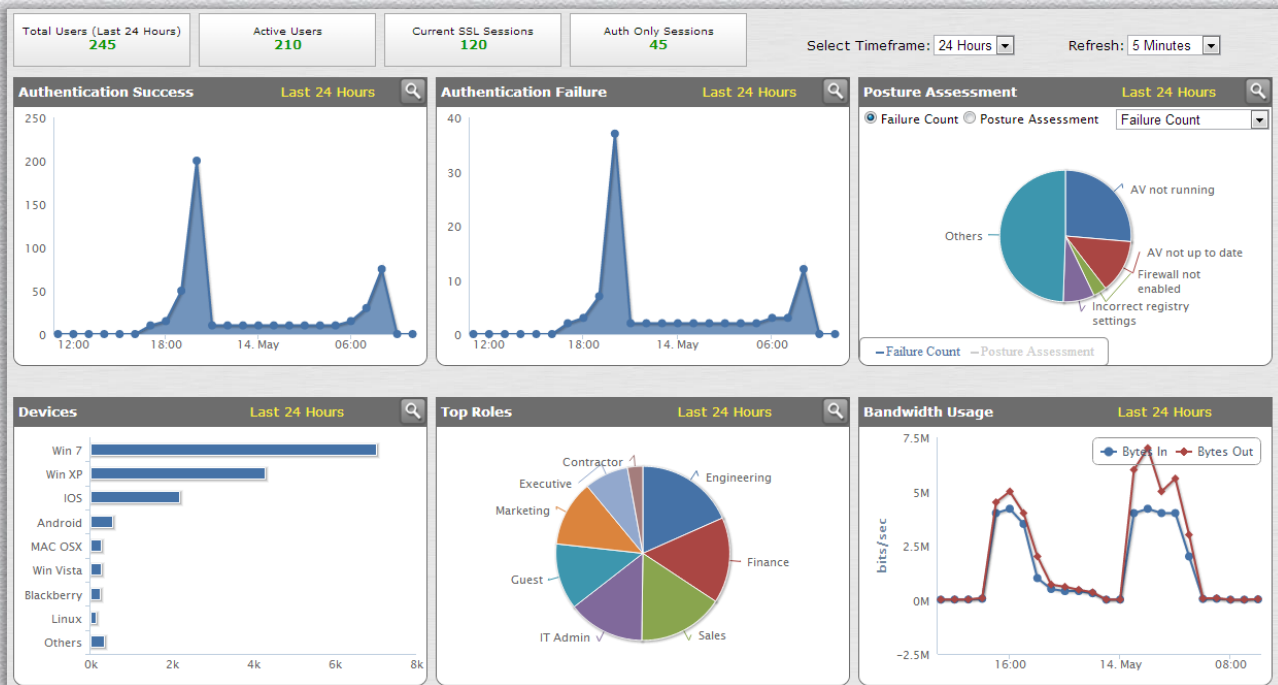 Total Users (Last 24 Hours)
245
Active Users
210
Current SSL Sessions
120
Auth Only Sessions
45
Select Timeframe: 24 Hours
Refresh: 5 Minutes
Authentication Success Last 24 Hours
250
200
150
100
50
0
12:00 18:00 14. May 06:00
Authentication Failure Last 24 Hours
40
30
20
10
0
12:00 18:00 14. May 06:00
Posture Assessment Last 24 Hours
Failure Count Posture Assessment Failure Count
AV not running
Others
AV not up to date
Firewall not
enabled
Incorrect registry
settings
Failure Count Posture Assessment
Devices Last 24 Hours
Win 7
Win XP
IOS
Android
MAC OSX
Win Vista
Blackberry
Linux
Others
0k 2k 4k 6k 8k
Top Roles Last 24 Hours
Contractor
Engineering
Executive
Marketing
Finance
Guest
Sales
IT Admin
Bandwidth Usage Last 24 Hours
Bytes In Bytes Out
7.5M
5M
2.5M
0M
-2.5M
bits/sec
16:00 14. May 08:00